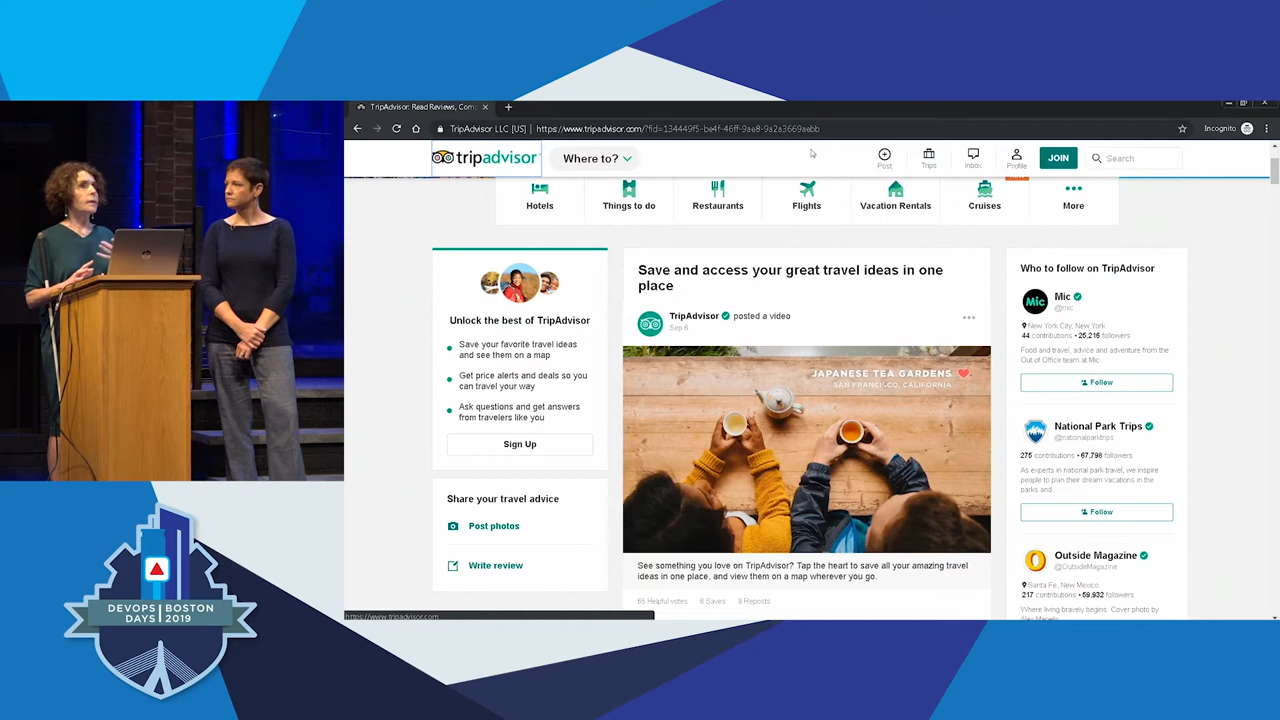 TripAdvisor: Read Reviews, Com
TripAdvisor LLC [US] | https://www.tripadvisor.com/?fid=134449f5-be4f-46ff-9ae8-9a2a3669aebb
Incognito
tripadvisor
Where to?
Post
Trips
Inbox
Profile
JOIN
Search
Hotels
Things to do
Restaurants
Flights
Vacation Rentals
Cruises
More
Unlock the best of TripAdvisor
Save your favorite travel ideas
and see them on a map
Get price alerts and deals so you
can travel your way
Ask questions and get answers
from travelers like you
Sign Up
Share your travel advice
Post photos
Write review
Save and access your great travel ideas in one
place
TripAdvisor posted a video
Sep 6
JAPANESE TEA GARDENS
SAN FRANCISCO, CALIFORNIA
See something you love on TripAdvisor? Tap the heart to save all your amazing travel
ideas in one place, and view them on a map wherever you go.
65 Helpful votes 6 Saves 9 Reposts
Who to follow on TripAdvisor
Mic
Mic
@mic
New York City, New York
44 contributions • 25,216 followers
Food and travel, advice and adventure from the
Out of Office team at Mic.
Follow
National Park Trips
@nationalparktrips
275 contributions • 67,798 followers
As experts in national park travel, we inspire
people to plan their dream vacations in the
parks and...
Follow
Outside Magazine
@OutsideMagazine
Santa Fe, New Mexico
217 contributions • 59,932 followers
Where living bravely begins. Cover photo by
https://www.tripadvisor.com
hp
DEVOPS DAYS
BOSTON 2019